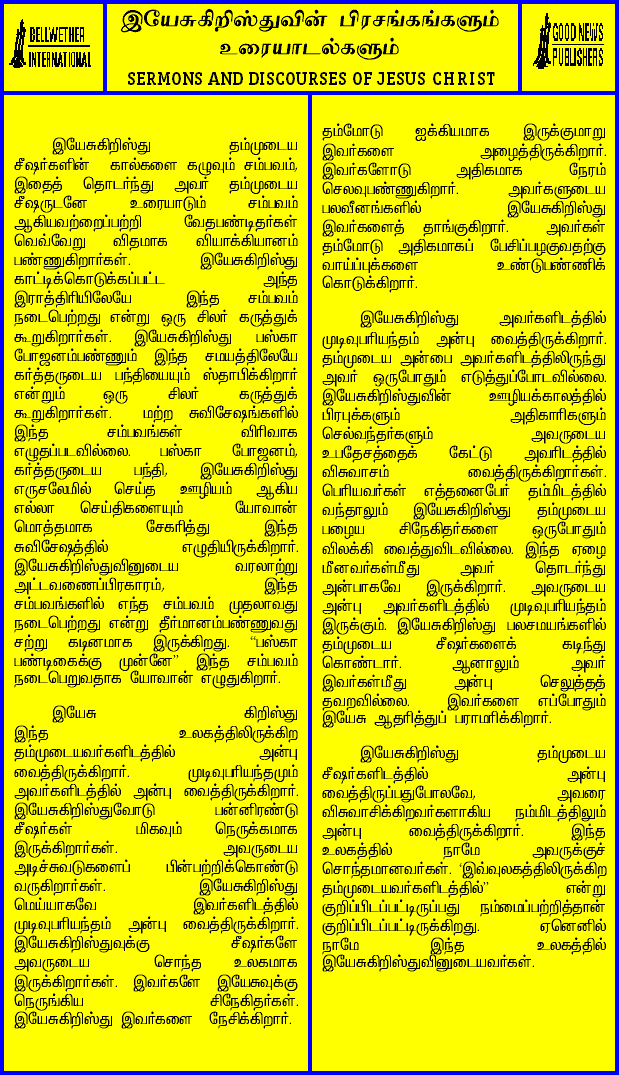 BELLWETHER
INTERNATIONAL
இயேசுகிறிஸ்துவின் பிரசங்கங்களும்
உரையாடல்களும்
SERMONS AND DISCOURSES OF JESUS CHRIST
GOOD NEWS
PUBLISHERS
இயேசுகிறிஸ்து தம்முடைய
சீஷர்களின் கால்களை கழுவும் சம்பவம்,
இதைத் தொடர்ந்து அவர் தம்முடைய
சீஷருடனே உரையாடும் சம்பவம்
ஆகியவற்றைப்பற்றி வேதபண்டிதர்கள்
வெவ்வேறு விதமாக வியாக்கியானம்
பண்ணுகிறார்கள். இயேசுகிறிஸ்து
காட்டிக்கொடுக்கப்பட்ட அந்த
இராத்திரியிலேயே இந்த சம்பவம்
நடைபெற்றது என்று ஒரு சிலர் கருத்துக்
கூறுகிறார்கள். இயேசுகிறிஸ்து பஸ்கா
போஜனம்பண்ணும் இந்த சமயத்திலேயே
கர்த்தருடைய பந்தியையும் ஸ்தாபிக்கிறார்
என்றும் ஒரு சிலர் கருத்துக்
கூறுகிறார்கள். மற்ற சுவிசேஷங்களில்
இந்த சம்பவங்கள் விரிவாக
எழுதப்படவில்லை. பஸ்கா போஜனம்,
கர்த்தருடைய பந்தி, இயேசுகிறிஸ்து
எருசலேமில் செய்த ஊழியம் ஆகிய
எல்லா செய்திகளையும் யோவான்
மொத்தமாக சேகரித்து இந்த
சுவிசேஷத்தில் எழுதியிருக்கிறார்.
இயேசுகிறிஸ்துவினுடைய வரலாற்று
அட்டவணைப்பிரகாரம், இந்த
சம்பவங்களில் எந்த சம்பவம் முதலாவது
நடைபெற்றது என்று தீர்மானம்பண்ணுவது
சற்று கடினமாக இருக்கிறது. “பஸ்கா
பண்டிகைக்கு முன்னே” இந்த சம்பவம்
நடைபெறுவதாக யோவான் எழுதுகிறார்.
இயேசு கிறிஸ்து
இந்த உலகத்திலிருக்கிற
தம்முடையவர்களிடத்தில் அன்பு
வைத்திருக்கிறார். முடிவுபரியந்தமும்
அவர்களிடத்தில் அன்பு வைத்திருக்கிறார்.
இயேசுகிறிஸ்துவோடு பன்னிரண்டு
சீஷர்கள் மிகவும் நெருக்கமாக
இருக்கிறார்கள். அவருடைய
அடிச்சுவடுகளைப் பின்பற்றிக்கொண்டு
வருகிறார்கள். இயேசுகிறிஸ்து
மெய்யாகவே இவர்களிடத்தில்
முடிவுபரியந்தம் அன்பு வைத்திருக்கிறார்.
இயேசுகிறிஸ்துவுக்கு சீஷர்களே
அவருடைய சொந்த உலகமாக
இருக்கிறார்கள். இவர்களே இயேசுவுக்கு
நெருங்கிய சிநேகிதர்கள்.
இயேசுகிறிஸ்து இவர்களை நேசிக்கிறார்.
தம்மோடு ஐக்கியமாக இருக்குமாறு
இவர்களை அழைத்திருக்கிறார்.
இவர்களோடு அதிகமாக நேரம்
செலவுபண்ணுகிறார். அவர்களுடைய
பலவீனங்களில் இயேசுகிறிஸ்து
இவர்களைத் தாங்குகிறார். அவர்கள்
தம்மோடு அதிகமாகப் பேசிப்பழகுவதற்கு
வாய்ப்புக்களை உண்டுபண்ணிக்
கொடுக்கிறார்.
இயேசுகிறிஸ்து அவர்களிடத்தில்
முடிவுபரியந்தம் அன்பு வைத்திருக்கிறார்.
தம்முடைய அன்பை அவர்களிடத்திலிருந்து
அவர் ஒருபோதும் எடுத்துப்போடவில்லை.
இயேசுகிறிஸ்துவின் ஊழியக்காலத்தில்
பிரபுக்களும் அதிகாரிகளும்
செல்வந்தர்களும் அவருடைய
உபதேசத்தைக் கேட்டு அவரிடத்தில்
விசுவாசம் வைத்திருக்கிறார்கள்.
பெரியவர்கள் எத்தனைபேர் தம்மிடத்தில்
வந்தாலும் இயேசுகிறிஸ்து தம்முடைய
பழைய சிநேகிதர்களை ஒருபோதும்
விலக்கி வைத்துவிடவில்லை. இந்த ஏழை
மீனவர்கள்மீது அவர் தொடர்ந்து
அன்பாகவே இருக்கிறார். அவருடைய
அன்பு அவர்களிடத்தில் முடிவுபரியந்தம்
இருக்கும். இயேசுகிறிஸ்து பலசமயங்களில்
தம்முடைய சீஷர்களைக் கடிந்து
கொண்டார். ஆனாலும் அவர்
இவர்கள்மீது அன்பு செலுத்தத்
தவறவில்லை. இவர்களை எப்போதும்
இயேசு ஆதரித்துப் பராமரிக்கிறார்.
இயேசுகிறிஸ்து தம்முடைய
சீஷர்களிடத்தில் அன்பு
வைத்திருப்பதுபோலவே, அவரை
விசுவாசிக்கிறவர்களாகிய நம்மிடத்திலும்
அன்பு வைத்திருக்கிறார். இந்த
உலகத்தில் நாமே அவருக்குச்
சொந்தமானவர்கள். “இவ்வுலகத்திலிருக்கிற
தம்முடையவர்களிடத்தில்” என்று
குறிப்பிடப்பட்டிருப்பது நம்மைப்பற்றித்தான்
குறிப்பிடப்பட்டிருக்கிறது. ஏனெனில்
நாமே இந்த உலகத்தில்
இயேசுகிறிஸ்துவினுடையவர்கள்.